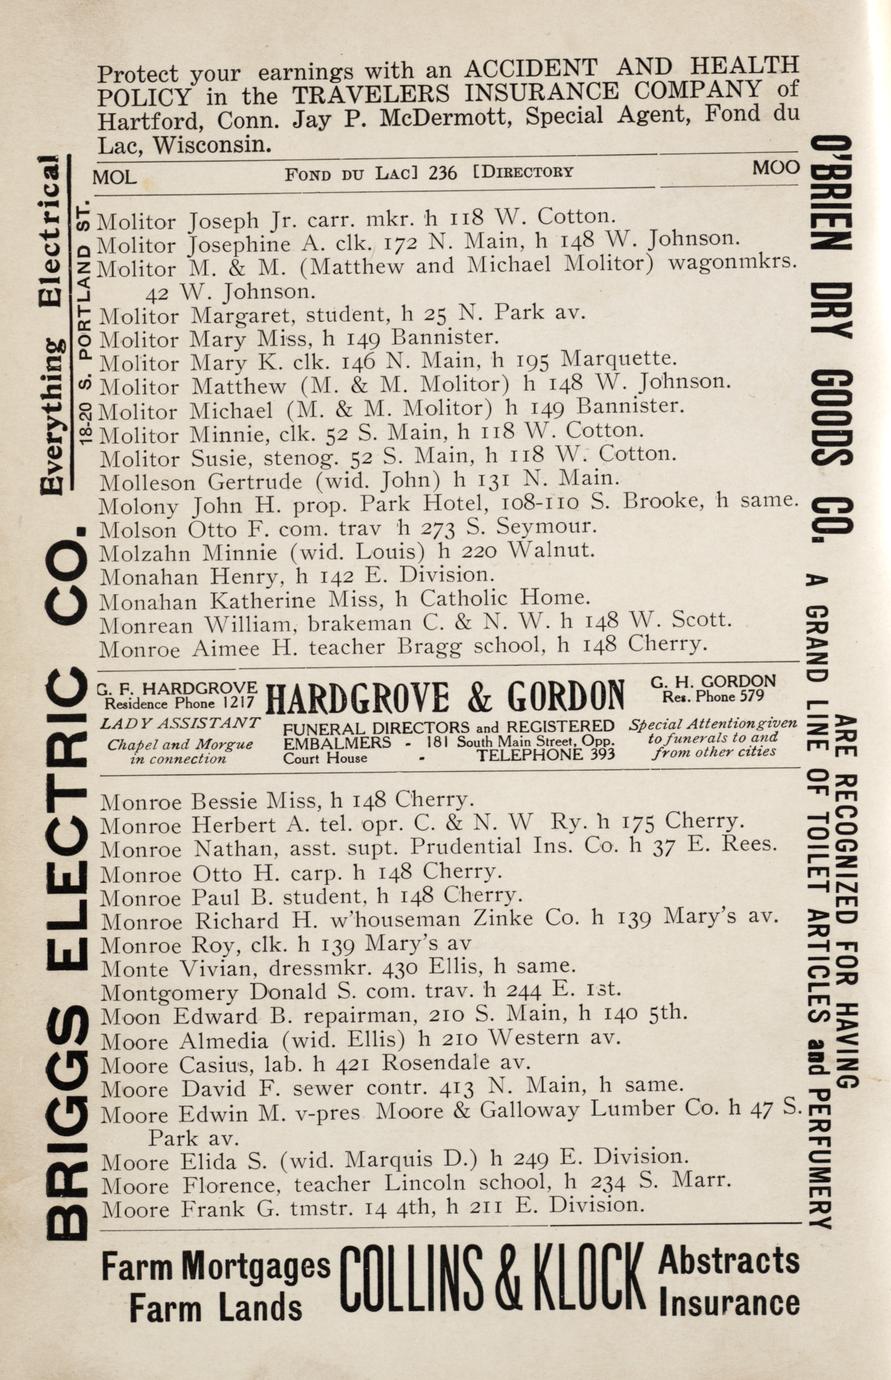 Protect your earnings with an ACCIDENT AND HEALTH
POLICY in the TRAVELERS INSURANCE COMPANY of
Hartford, Conn. Jay P. McDermott, Special Agent, Fond du
Lac, Wisconsin.
MOL FOND DU LAC] 236 [DIRECTORY MOO
Molitor Joseph Jr. carr. mkr. h 118 W. Cotton.
Molitor Josephine A. clk. 172 N. Main, h 148 W. Johnson.
Molitor M. & M. (Matthew and Michael Molitor) wagonmkrs.
42 W. Johnson.
Molitor Margaret, student, h 25 N. Park av.
Molitor Mary Miss, h 149 Bannister.
Molitor Mary K. clk. 146 N. Main, h 195 Marquette.
Molitor Matthew (M. & M. Molitor) h 148 W. Johnson.
Molitor Michael (M. & M. Molitor) h 149 Bannister.
Molitor Minnie, clk. 52 S. Main, h 118 W. Cotton.
Molitor Susie, stenog. 52 S. Main, h 118 W. Cotton.
Molleson Gertrude (wid. John) h 131 N. Main.
Molony John H. prop. Park Hotel, 108-110 S. Brooke, h same.
Molson Otto F. com. trav h 273 S. Seymour.
Molzahn Minnie (wid. Louis) h 220 Walnut.
Monahan Henry, h 142 E. Division.
Monahan Katherine Miss, h Catholic Home.
Monrean William, brakeman C. & N. W. h 148 W. Scott.
Monroe Aimee H. teacher Bragg school, h 148 Cherry.
G. F. HARDGROVE
Residence Phone 1217
LADY ASSISTANT
Chapel and Morgue
in connection
HARDGROVE & GORDON
FUNERAL DIRECTORS and REGISTERED
EMBALMERS - 181 South Main Street, Opp.
Court House - TELEPHONE 393
G. H. GORDON
Res. Phone 579
Special Attention given
to funerals to and
from other cities
Monroe Bessie Miss, h 148 Cherry.
Monroe Herbert A. tel. opr. C. & N. W Ry. h 175 Cherry.
Monroe Nathan, asst. supt. Prudential Ins. Co. h 37 E. Rees.
Monroe Otto H. carp. h 148 Cherry.
Monroe Paul B. student, h 148 Cherry.
Monroe Richard H. w'houseman Zinke Co. h 139 Mary's av.
Monroe Roy, clk. h 139 Mary's av
Monte Vivian, dressmkr. 430 Ellis, h same.
Montgomery Donald S. com. trav. h 244 E. 1st.
Moon Edward B. repairman, 210 S. Main, h 140 5th.
Moore Almedia (wid. Ellis) h 210 Western av.
Moore Casius, lab. h 421 Rosendale av.
Moore David F. sewer contr. 413 N. Main, h same.
Moore Edwin M. v-pres Moore & Galloway Lumber Co. h 47 S.
Park av.
Moore Elida S. (wid. Marquis D.) h 249 E. Division.
Moore Florence, teacher Lincoln school, h 234 S. Marr.
Moore Frank G. tmstr. 14 4th, h 211 E. Division.
Farm Mortgages
Farm Lands
COLLINS & KLOCK
Abstracts
Insurance
BRIGGS ELECTRIC CO. Everything Electrical
18-20 S. PORTLAND ST.
O'BRIEN DRY GOODS CO.
ARE RECOGNIZED FOR HAVING
A GRAND LINE OF TOILET ARTICLES and PERFUMERY